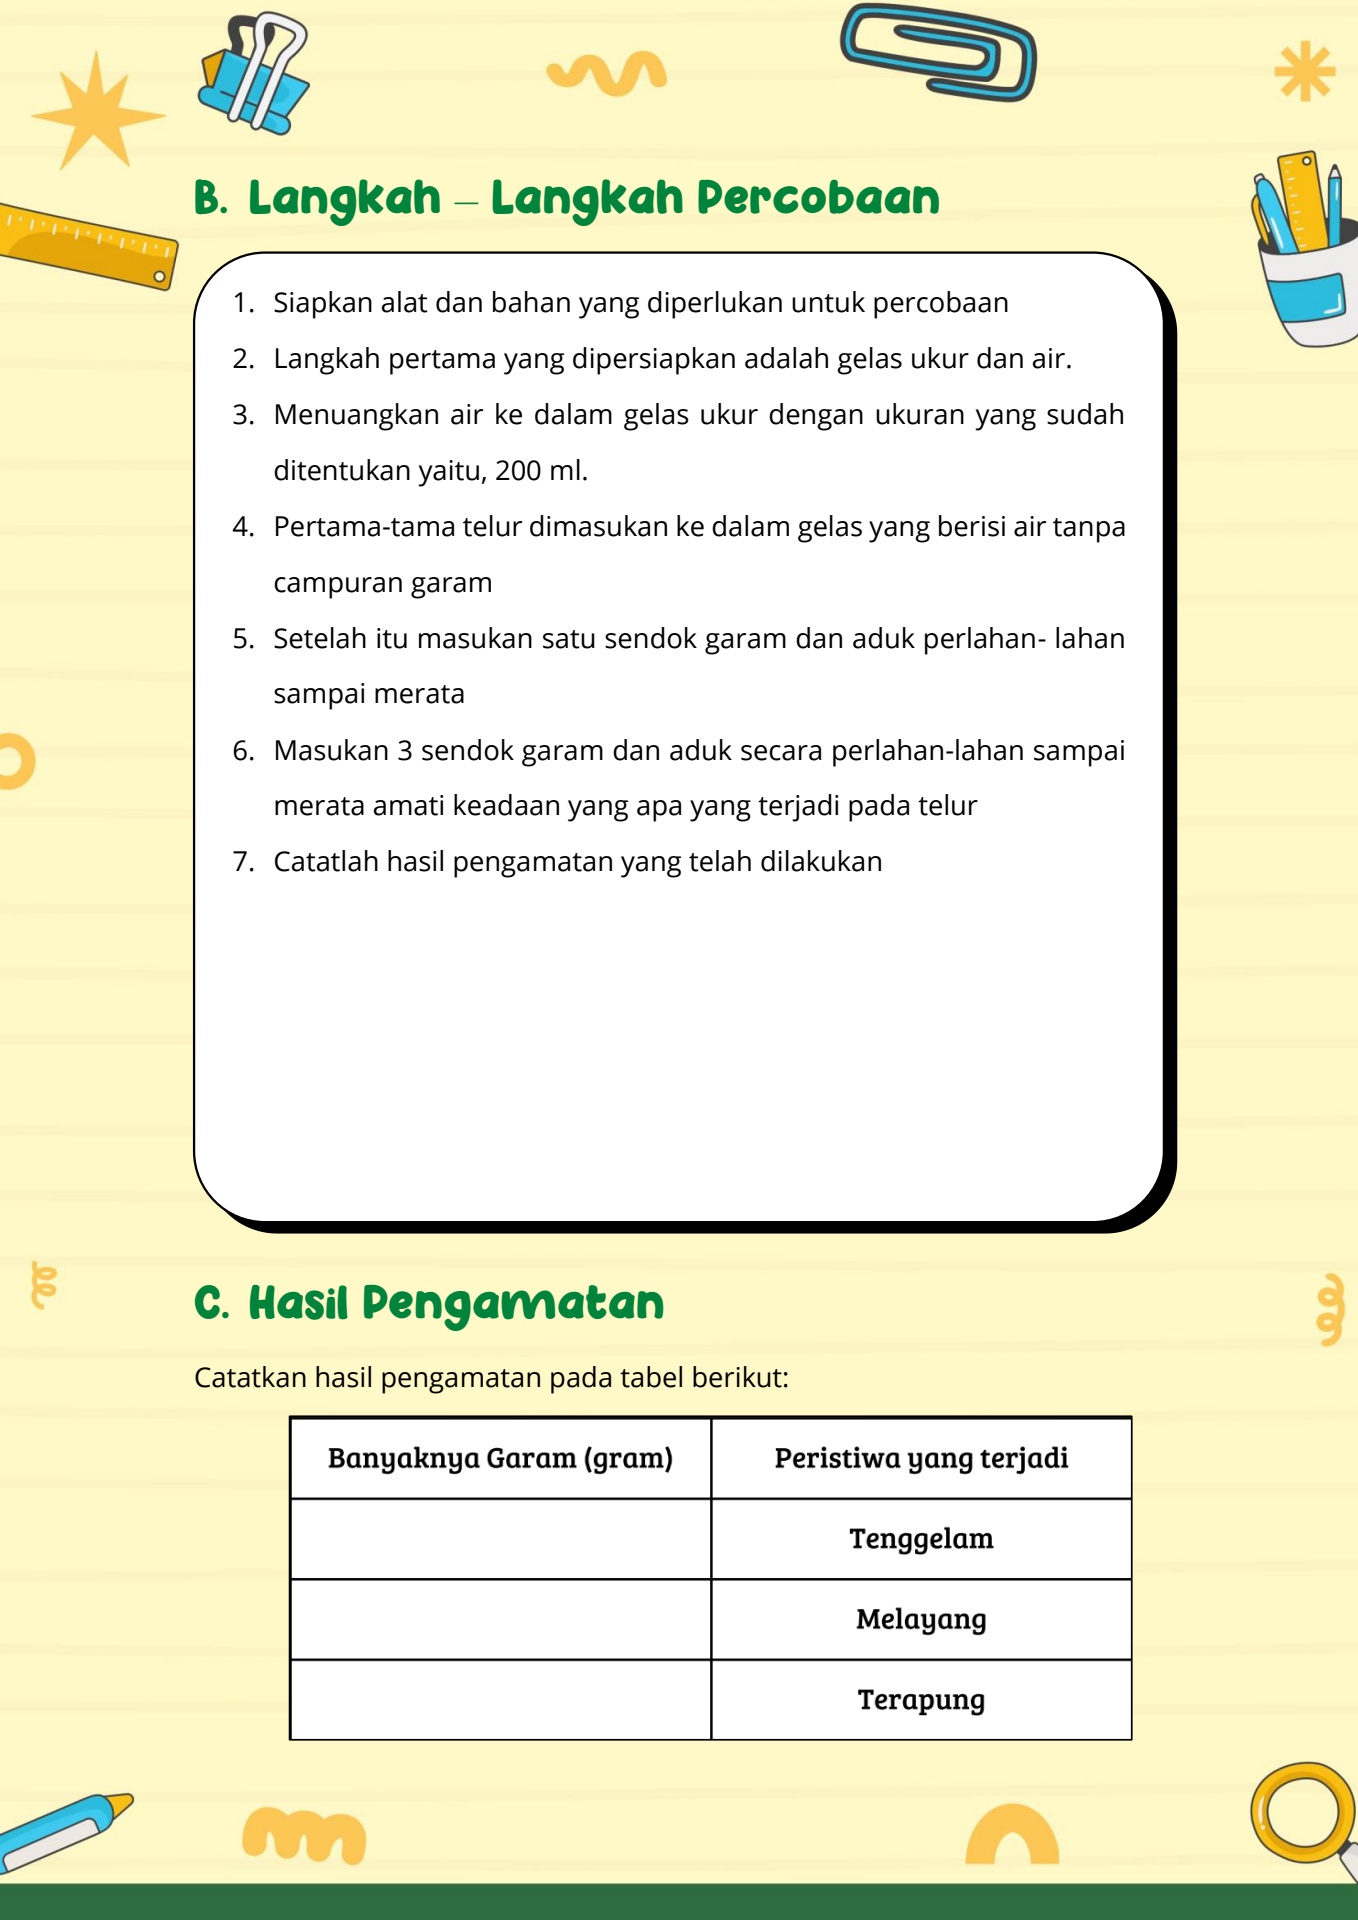 B. Langkah – Langkah Percobaan
1. Siapkan alat dan bahan yang diperlukan untuk percobaan
2. Langkah pertama yang dipersiapkan adalah gelas ukur dan air.
3. Menuangkan air ke dalam gelas ukur dengan ukuran yang sudah
ditentukan yaitu, 200 ml.
4. Pertama-tama telur dimasukan ke dalam gelas yang berisi air tanpa
campuran garam
5. Setelah itu masukan satu sendok garam dan aduk perlahan- lahan
sampai merata
6. Masukan 3 sendok garam dan aduk secara perlahan-lahan sampai
merata amati keadaan yang apa yang terjadi pada telur
7. Catatlah hasil pengamatan yang telah dilakukan
C. Hasil Pengamatan
Catatkan hasil pengamatan pada tabel berikut:
Banyaknya Garam (gram) Peristiwa yang terjadi
Tenggelam
Melayang
Terapung